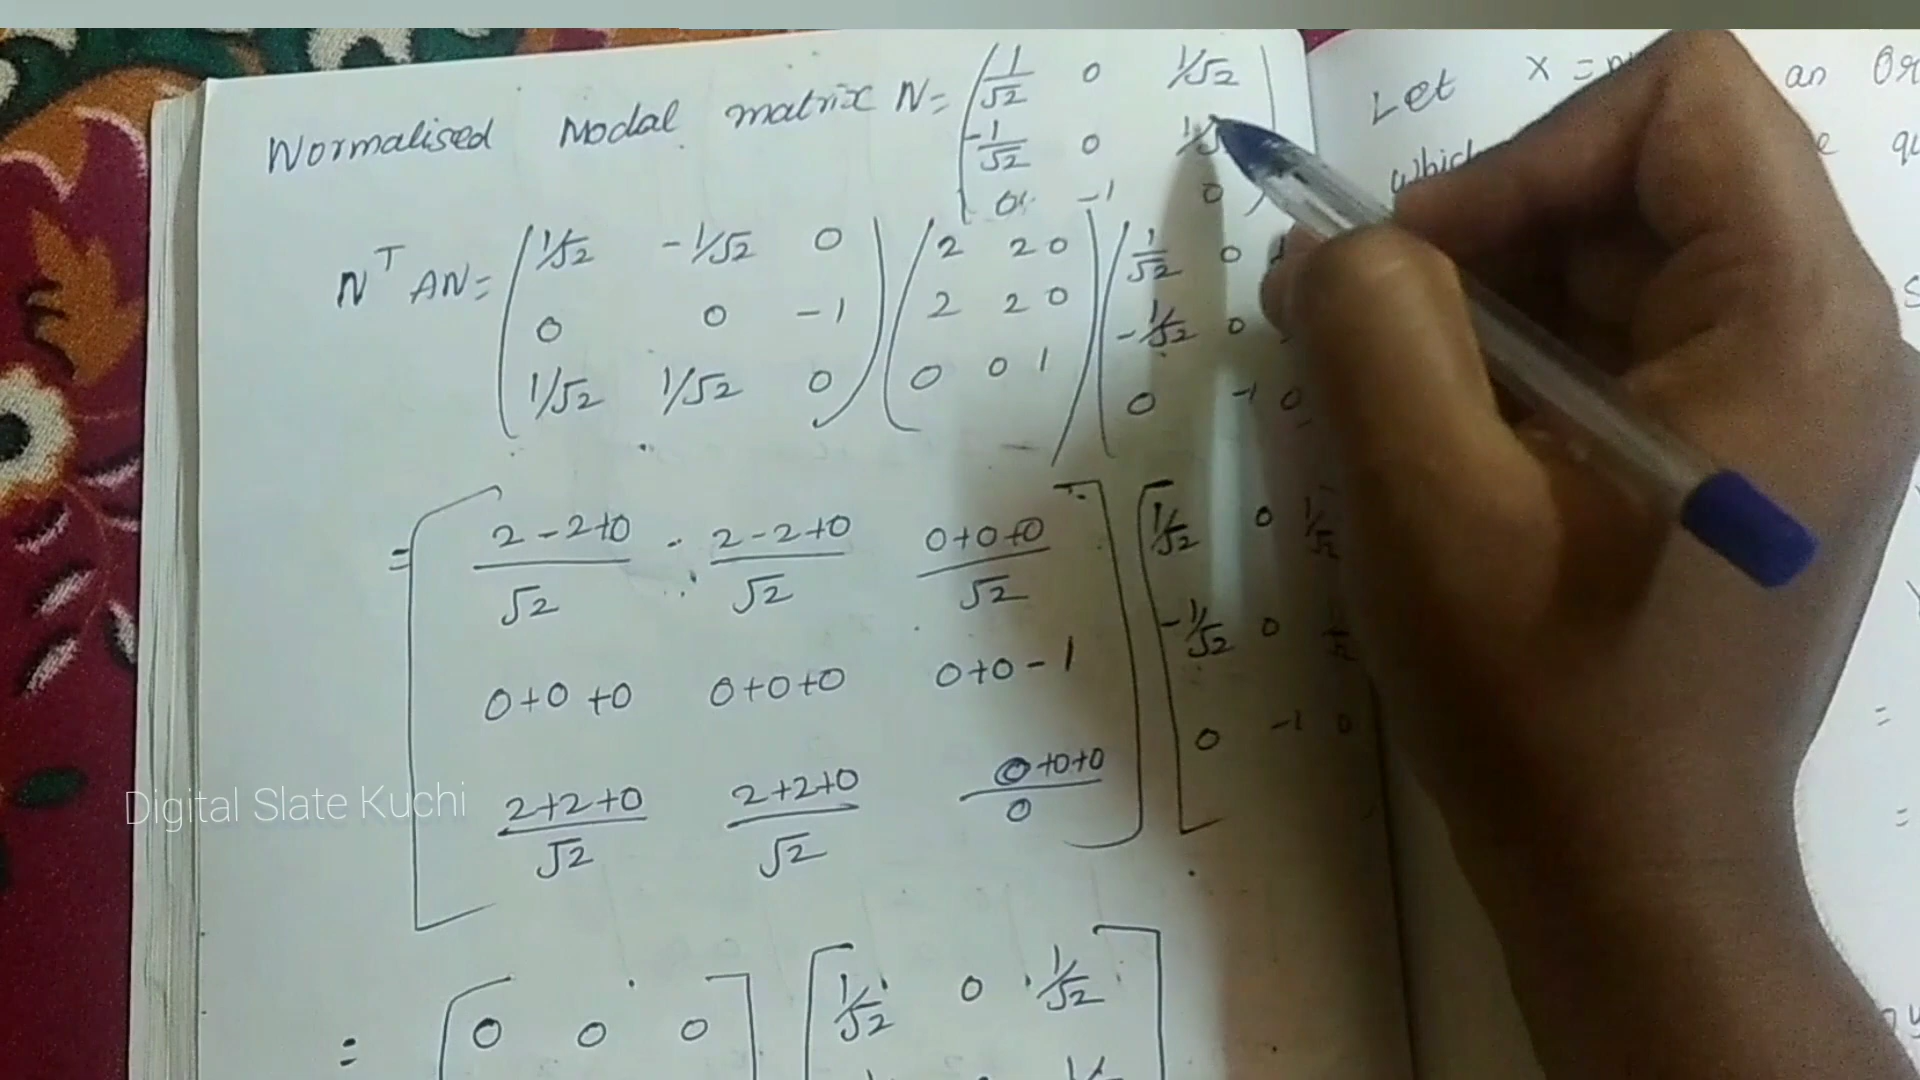 Normalised Modal matrix N= 1/√2 0 1/√2
-1/√2 0
0 -1 0
N^T AN= 1/√2 -1/√2 0 2 2 0 1/√2 0
0 0 -1 2 2 0 -1/√2 0
1/√2 1/√2 0 0 0 1 0 -1 0
= 2-2+0/√2 2-2+0/√2 0+0+0/√2 1/√2 0 1/√2
0+0+0 0+0+0 0+0-1 -1/√2 0 1/√2
2+2+0/√2 2+2+0/√2 0+0+0/0 0 -1 0
= 0 0 0 1/√2 0 1/√2
Let X = an
=
=
Digital Slate Kuchi